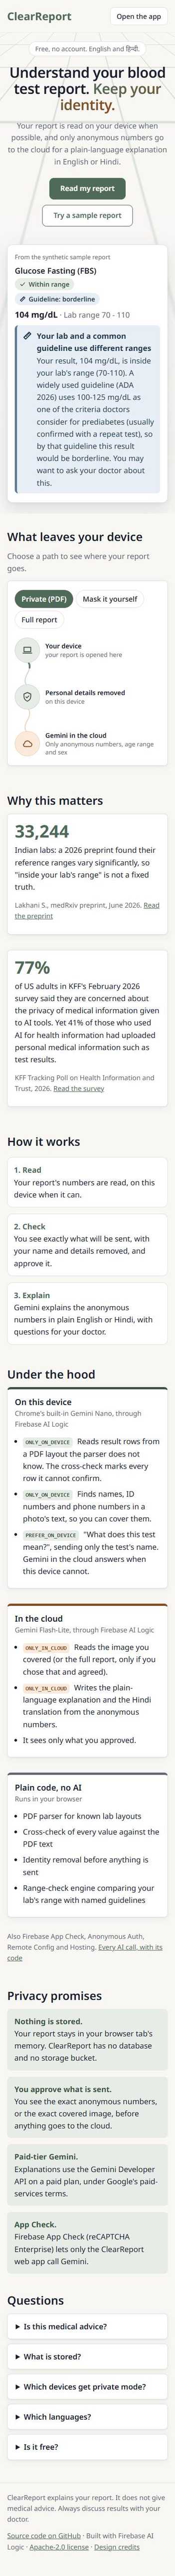 ClearReport
Open the app
Free, no account. English and हिन्दी.
Understand your blood
test report. Keep your
identity.
Your report is read on your device when
possible, and only anonymous numbers go
to the cloud for a plain-language explanation
in English or Hindi.
Read my report
Try a sample report
From the synthetic sample report
Glucose Fasting (FBS)
Within range
Guideline: borderline
104 mg/dL · Lab range 70 - 110
Your lab and a common
guideline use different ranges
Your result, 104 mg/dL, is inside
your lab's range (70-110). A
widely used guideline (ADA
2026) uses 100-125 mg/dL as
one of the criteria doctors
consider for prediabetes (usually
confirmed with a repeat test), so
by that guideline this result
would be borderline. You may
want to ask your doctor about
this.
What leaves your device
Choose a path to see where your report
goes.
Private (PDF)
Mask it yourself
Full report
Your device
your report is opened here
Personal details removed
on this device
Gemini in the cloud
Only anonymous numbers, age range
and sex
Why this matters
33,244
Indian labs: a 2026 preprint found their
reference ranges vary significantly, so
"inside your lab's range" is not a fixed
truth.
Lakhani S., medRxiv preprint, June 2026. Read
the preprint
77%
of US adults in KFF's February 2026
survey said they are concerned about
the privacy of medical information given
to AI tools. Yet 41% of those who used
AI for health information had uploaded
personal medical information such as
test results.
KFF Tracking Poll on Health Information and
Trust, 2026. Read the survey
How it works
1. Read
Your report's numbers are read, on this
device when it can.
2. Check
You see exactly what will be sent, with
your name and details removed, and
approve it.
3. Explain
Gemini explains the anonymous
numbers in plain English or Hindi, with
questions for your doctor.
Under the hood
On this device
Chrome's built-in Gemini Nano, through
Firebase AI Logic
ONLY_ON_DEVICE Reads result rows from
a PDF layout the parser does not
know. The cross-check marks every
row it cannot confirm.
ONLY_ON_DEVICE Finds names, ID
numbers and phone numbers in a
photo's text, so you can cover them.
PREFER_ON_DEVICE "What does this test
mean?", sending only the test's name.
Gemini in the cloud answers when
this device cannot.
In the cloud
Gemini Flash-Lite, through Firebase AI Logic
ONLY_IN_CLOUD Reads the image you
covered (or the full report, only if you
chose that and agreed).
ONLY_IN_CLOUD Writes the plain-
language explanation and the Hindi
translation from the anonymous
numbers.
It sees only what you approved.
Plain code, no AI
Runs in your browser
PDF parser for known lab layouts
Cross-check of every value against the
PDF text
Identity removal before anything is
sent
Range-check engine comparing your
lab's range with named guidelines
Also Firebase App Check, Anonymous Auth,
Remote Config and Hosting. Every AI call, with its
code
Privacy promises
Nothing is stored.
Your report stays in your browser tab's
memory. ClearReport has no database
and no storage bucket.
You approve what is sent.
You see the exact anonymous numbers,
or the exact covered image, before
anything goes to the cloud.
Paid-tier Gemini.
Explanations use the Gemini Developer
API on a paid plan, under Google's paid-
services terms.
App Check.
Firebase App Check (reCAPTCHA
Enterprise) lets only the ClearReport
web app call Gemini.
Questions
Is this medical advice?
What is stored?
Which devices get private mode?
Which languages?
Is it free?
ClearReport explains your report. It does not give
medical advice. Always discuss results with your
doctor.
Source code on GitHub · Built with Firebase AI
Logic · Apache-2.0 license · Design credits